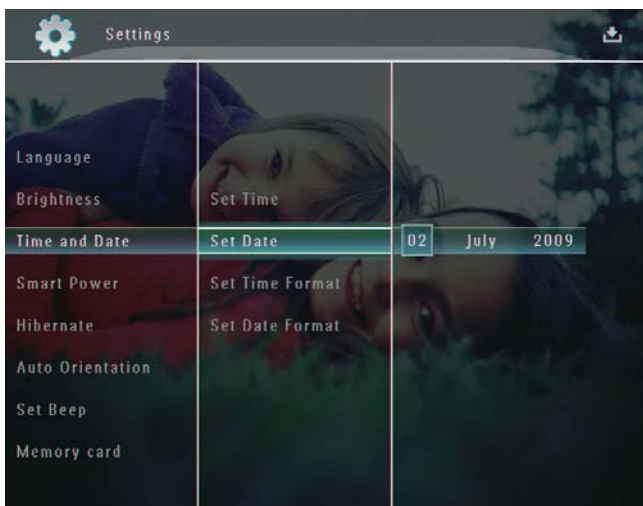 Settings
Language
Brightness
Time and Date
Smart Power
Hibernate
Auto Orientation
Set Beep
Memory card
Set Time
Set Date
Set Time Format
Set Date Format
02 July 2009